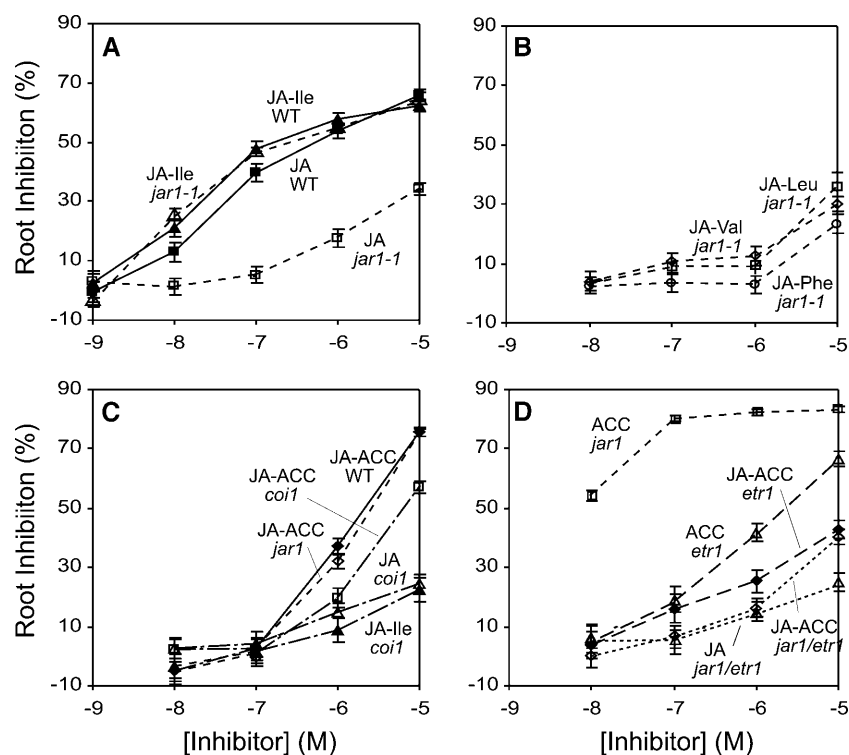 A
B
90
70
50
30
10
-10
Root Inhibiiton (%)
JA-Ile
WT
JA-Ile
jar1-1
JA
WT
JA
jar1-1
-9
-8
-7
-6
-5
90
70
50
30
10
-10
JA-Leu
jar1-1
JA-Val
jar1-1
JA-Phe
jar1-1
-9
-8
-7
-6
-5
C
D
90
70
50
30
10
-10
Root Inhibiiton (%)
JA-ACC
WT
JA-ACC
coi1
JA-ACC
jar1
JA
coi1
JA-Ile
coi1
-9
-8
-7
-6
-5
[Inhibitor] (M)
90
70
50
30
10
-10
ACC
jar1
JA-ACC
etr1
ACC
etr1
JA
jar1/etr1
JA-ACC
jar1/etr1
-9
-8
-7
-6
-5
[Inhibitor] (M)